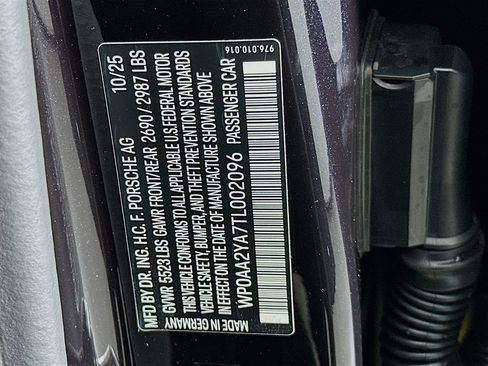 10/25
MFD BY DR. ING. H.C. F. PORSCHE AG
GVWR 5523 LBS GAWR FRONT/REAR 2690 / 2987 LBS
THIS VEHICLE CONFORMS TO ALL APPLICABLE U.S. FEDERAL MOTOR
VEHICLE SAFETY, BUMPER, AND THEFT PREVENTION STANDARDS
IN EFFECT ON THE DATE OF MANUFACTURE SHOWN ABOVE
WP0AA2YA7TL002096 PASSENGER CAR
MADE IN GERMANY
976.010.016